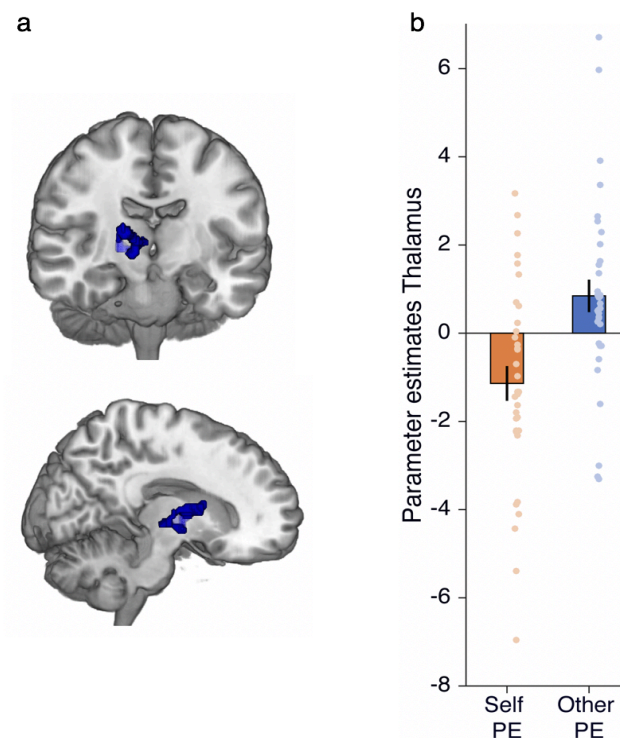 a
b
Parameter estimates Thalamus
6
4
2
0
-2
-4
-6
-8
Self
PE
Other
PE